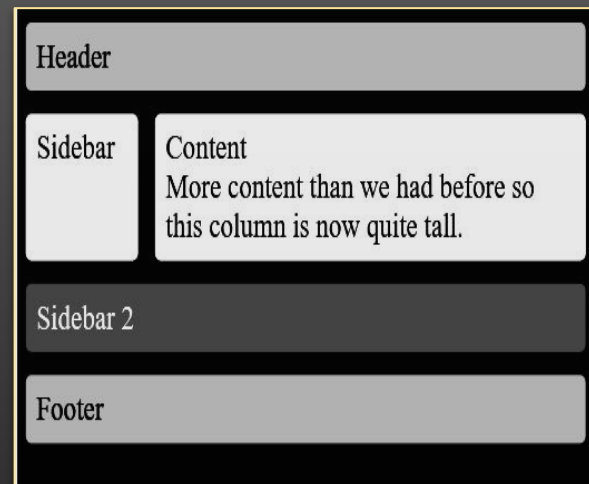 Header
Sidebar
Content
More content than we had before so
this column is now quite tall.
Sidebar 2
Footer